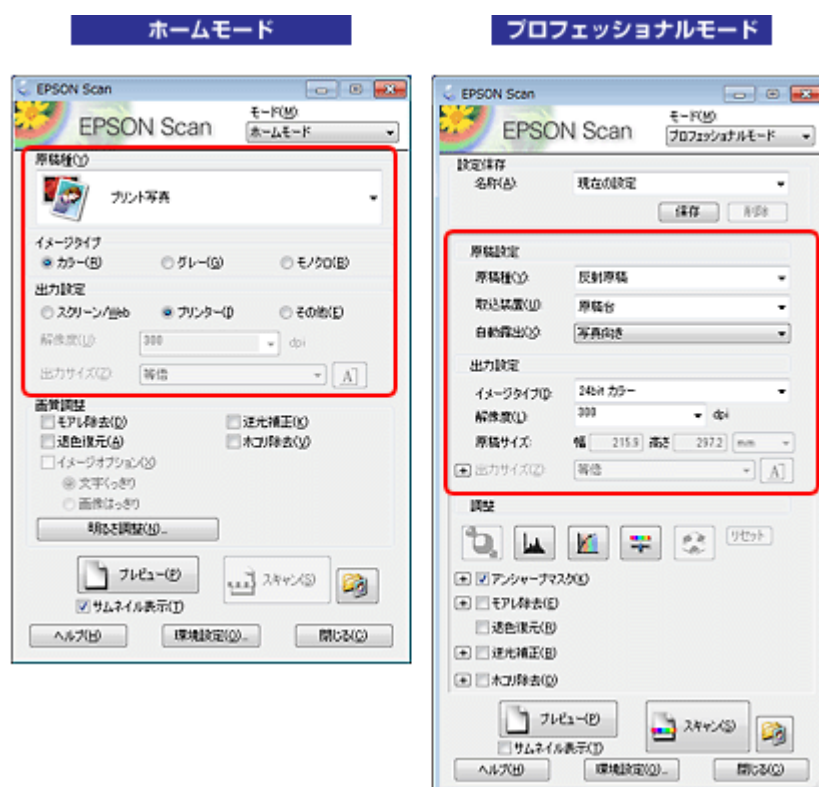 ホームモード
EPSON Scan
EPSON Scan
モード(M)
ホームモード
原稿種(Y)
プリント写真
イメージタイプ
カラー(R)
グレー(G)
モノクロ(B)
出力設定
スクリーン/Web
プリンター(I)
その他(E)
解像度(L):
300
dpi
出力サイズ(Z):
等倍
A
画質調整
モアレ除去(D)
逆光補正(K)
退色復元(A)
ホコリ除去(V)
イメージオプション(X)
文字くっきり
画像はっきり
明るさ調整(N)...
プレビュー(P)
スキャン(S)
サムネイル表示(T)
ヘルプ(H)
環境設定(O)...
閉じる(C)
プロフェッショナルモード
EPSON Scan
EPSON Scan
モード(M)
プロフェッショナルモード
設定保存
名称(A):
現在の設定
保存
削除
原稿設定
原稿種(Y):
反射原稿
取込装置(U):
原稿台
自動露出(X):
写真向き
出力設定
イメージタイプ(I):
24bit カラー
解像度(L):
300
dpi
原稿サイズ:
幅
215.9
高さ
297.2
mm
出力サイズ(Z):
等倍
A
調整
リセット
アンシャープマスク(K)
モアレ除去(E)
退色復元(R)
逆光補正(B)
ホコリ除去(D)
プレビュー(P)
スキャン(S)
サムネイル表示(T)
ヘルプ(H)
環境設定(O)...
閉じる(C)